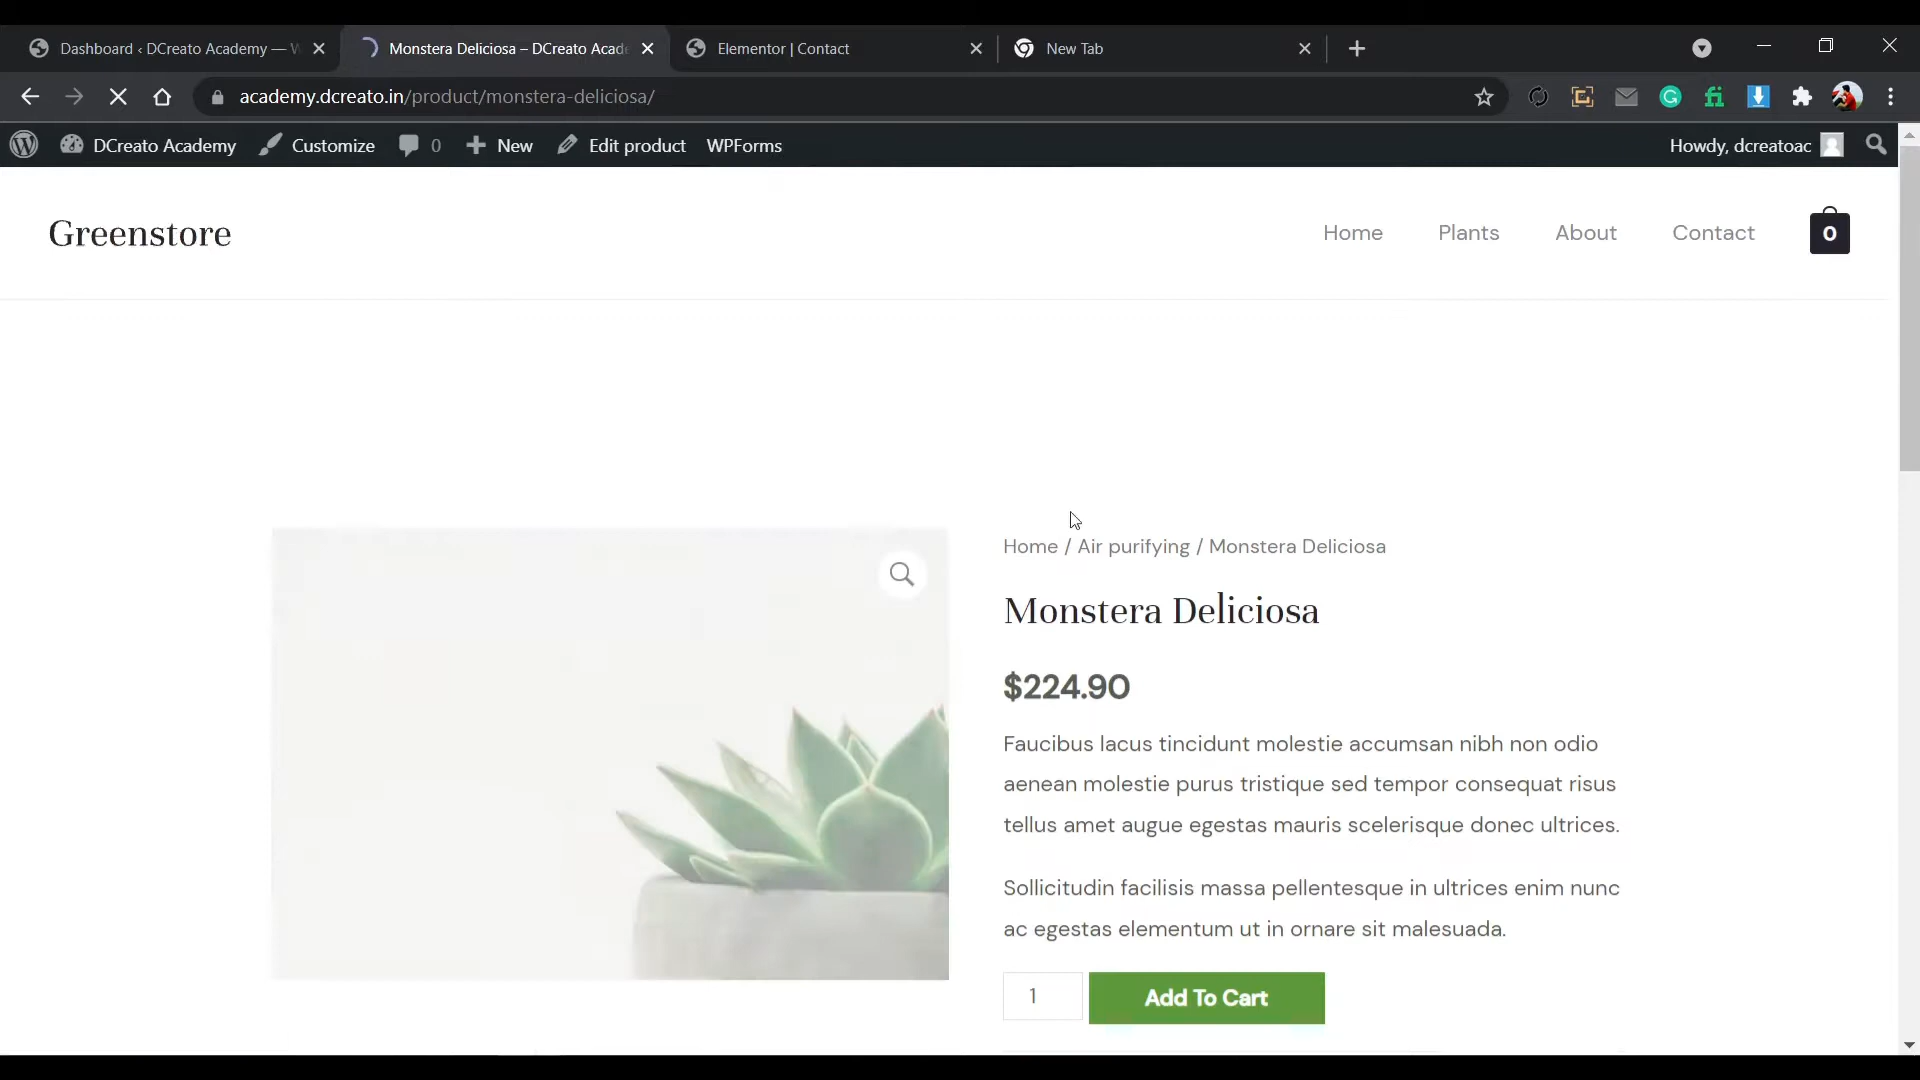 Dashboard ‹ DCreato Academy — W
Monstera Deliciosa – DCreato Acade
Elementor | Contact
New Tab
academy.dcreato.in/product/monstera-deliciosa/
DCreato Academy
Customize
0
New
Edit product
WPForms
Howdy, dcreatoac
Greenstore
Home
Plants
About
Contact
0
Home / Air purifying / Monstera Deliciosa
Monstera Deliciosa
$224.90
Faucibus lacus tincidunt molestie accumsan nibh non odio
aenean molestie purus tristique sed tempor consequat risus
tellus amet augue egestas mauris scelerisque donec ultrices.
Sollicitudin facilisis massa pellentesque in ultrices enim nunc
ac egestas elementum ut in ornare sit malesuada.
1
Add To Cart